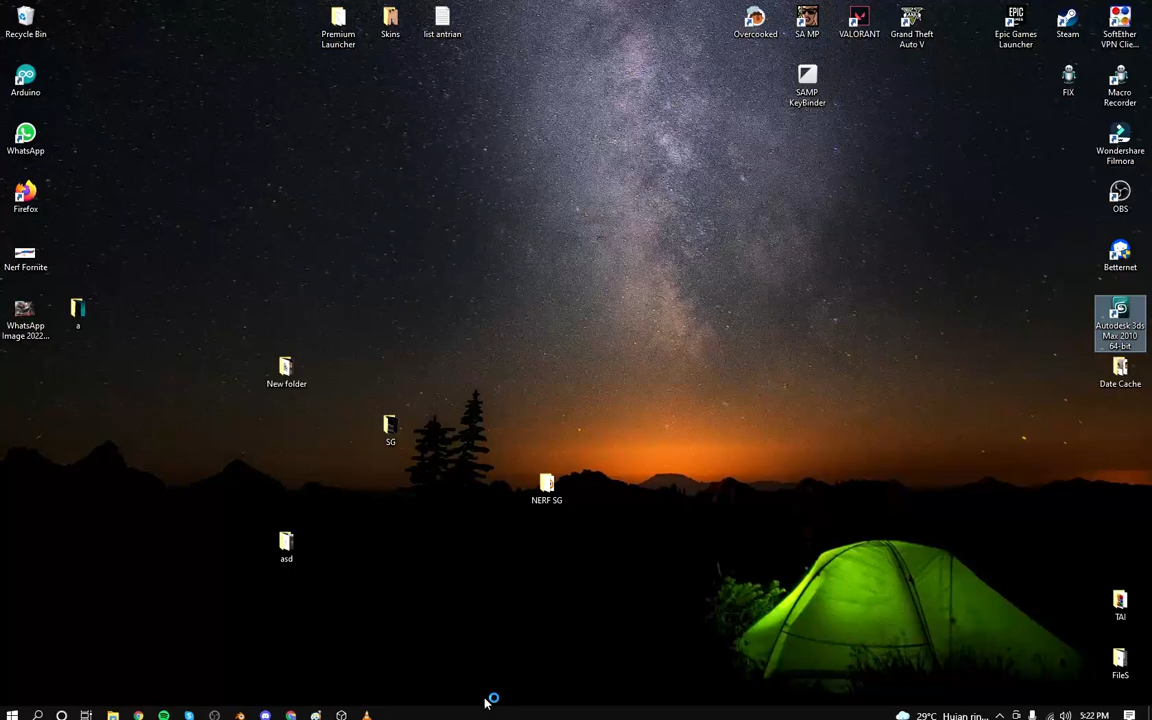 Recycle Bin
Premium
Launcher
Skins
list antrian
Overcooked
SA MP
VALORANT
Grand Theft
Auto V
Epic Games
Launcher
Steam
SoftEther
VPN Clie...
Arduino
SAMP
KeyBinder
FIX
Macro
Recorder
WhatsApp
Wondershare
Filmora
Firefox
OBS
Nerf Fornite
Betternet
WhatsApp
Image 2022...
a
Autodesk 3ds
Max 2010
64-bit
New folder
Date Cache
SG
NERF SG
asd
TAI
FileS
29°C Hujan rin...
5:22 PM